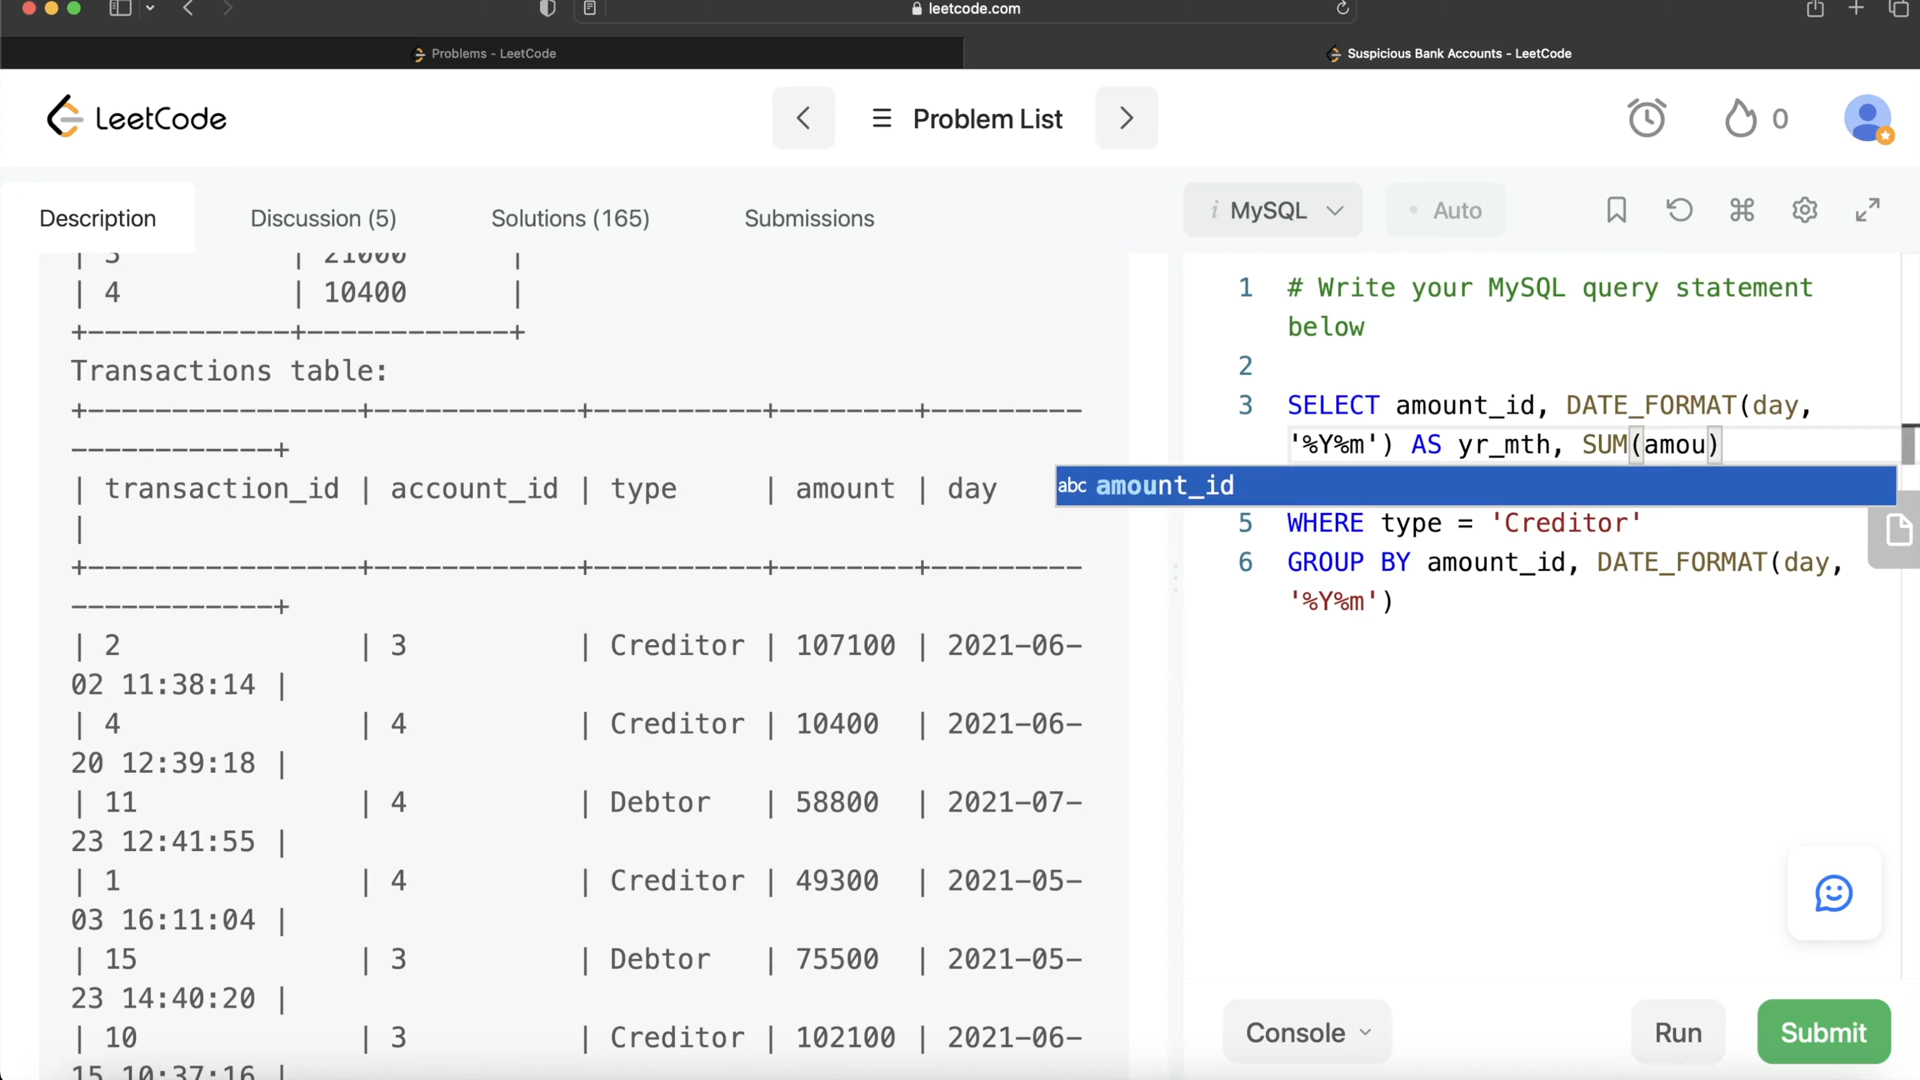 leetcode.com
Problems - LeetCode
Suspicious Bank Accounts - LeetCode
LeetCode
Problem List
0
Description
Discussion (5)
Solutions (165)
Submissions
i MySQL
Auto
| 3 | 21000 |
| 4 | 10400 |
+-------------+-------------+
Transactions table:
+-----------------+------------+----------+--------+---------
------------+
| transaction_id | account_id | type | amount | day
|
+-----------------+------------+----------+--------+---------
------------+
| 2 | 3 | Creditor | 107100 | 2021-06-
02 11:38:14 |
| 4 | 4 | Creditor | 10400 | 2021-06-
20 12:39:18 |
| 11 | 4 | Debtor | 58800 | 2021-07-
23 12:41:55 |
| 1 | 4 | Creditor | 49300 | 2021-05-
03 16:11:04 |
| 15 | 3 | Debtor | 75500 | 2021-05-
23 14:40:20 |
| 10 | 3 | Creditor | 102100 | 2021-06-
15 10:37:16 |
1 # Write your MySQL query statement
below
2
3 SELECT amount_id, DATE_FORMAT(day,
'%Y%m') AS yr_mth, SUM(amou)
abc amount_id
5 WHERE type = 'Creditor'
6 GROUP BY amount_id, DATE_FORMAT(day,
'%Y%m')
Console
Run
Submit